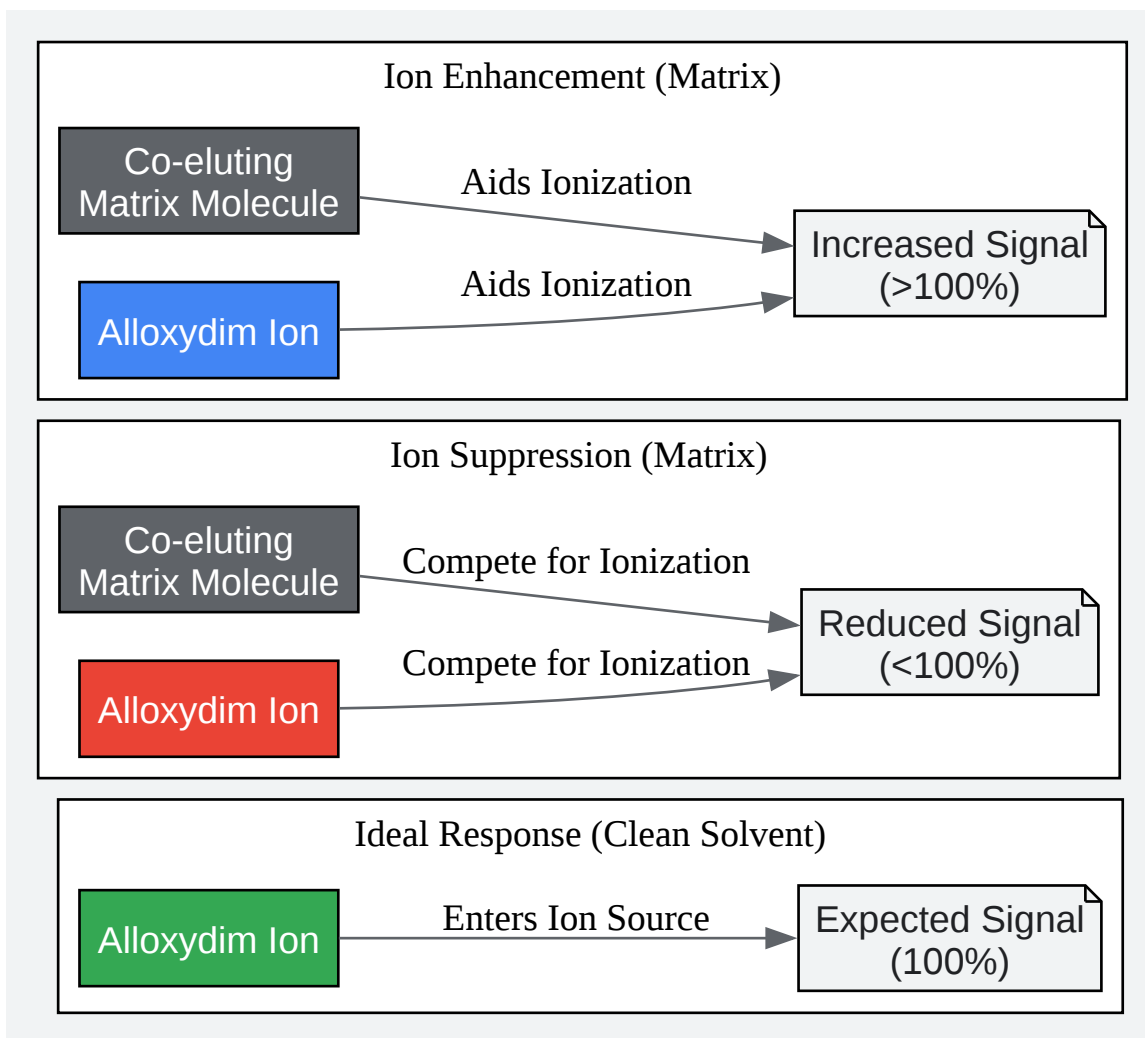 Ion Enhancement (Matrix)
Co-eluting
Matrix Molecule
Aids Ionization
Increased Signal
(>100%)
Aids Ionization
Alloxydim Ion
Ion Suppression (Matrix)
Co-eluting
Matrix Molecule
Compete for Ionization
Reduced Signal
(<100%)
Compete for Ionization
Alloxydim Ion
Ideal Response (Clean Solvent)
Alloxydim Ion
Enters Ion Source
Expected Signal
(100%)